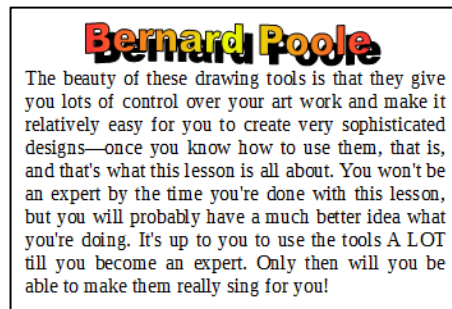 Bernard Poole
The beauty of these drawing tools is that they give
you lots of control over your art work and make it
relatively easy for you to create very sophisticated
designs—once you know how to use them, that is,
and that's what this lesson is all about. You won't be
an expert by the time you're done with this lesson,
but you will probably have a much better idea what
you're doing. It's up to you to use the tools A LOT
till you become an expert. Only then will you be
able to make them really sing for you!